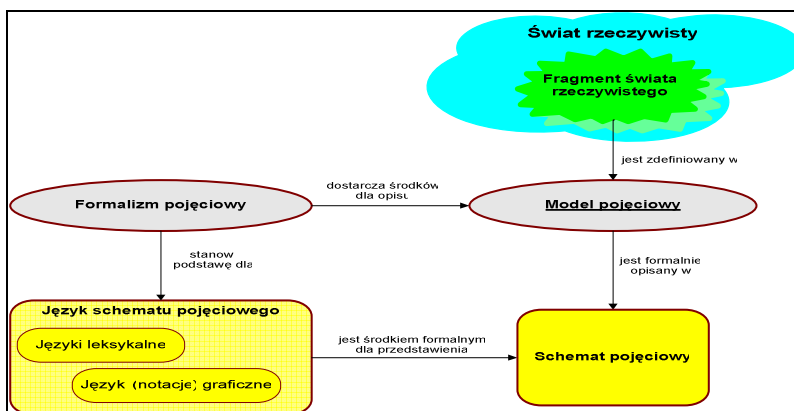 Świat rzeczywisty
Fragment świata
rzeczywistego
jest zdefiniowany w
Formalizm pojęciowy
dostarcza środków
dla opisu
Model pojęciowy
stanow
podstawę dla
jest formalnie
opisany w
Język schematu pojęciowego
Języki leksykalne
Język (notacje) graficzne
jest środkiem formalnym
dla przedstawienia
Schemat pojęciowy